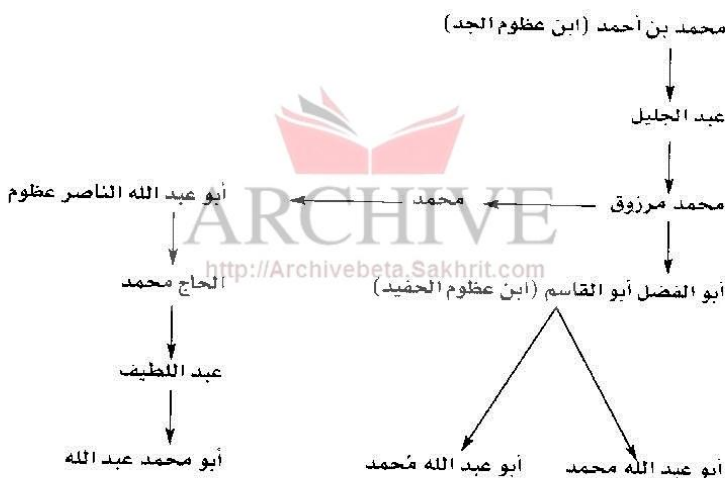 محمد بن أحمد (ابن عظوم الجد)
عبد الجليل
محمد مرزوق
محمد
أبو عبد الله الناصر عظوم
ARCHIVE
http://Archivebeta.Sakhrit.com
أبو الفضل أبو القاسم (ابن عظوم الحفيد)
الحاج محمد
عبد اللطيف
أبو عبد الله محمد
أبو عبد الله مُحمد
أبو محمد عبد الله